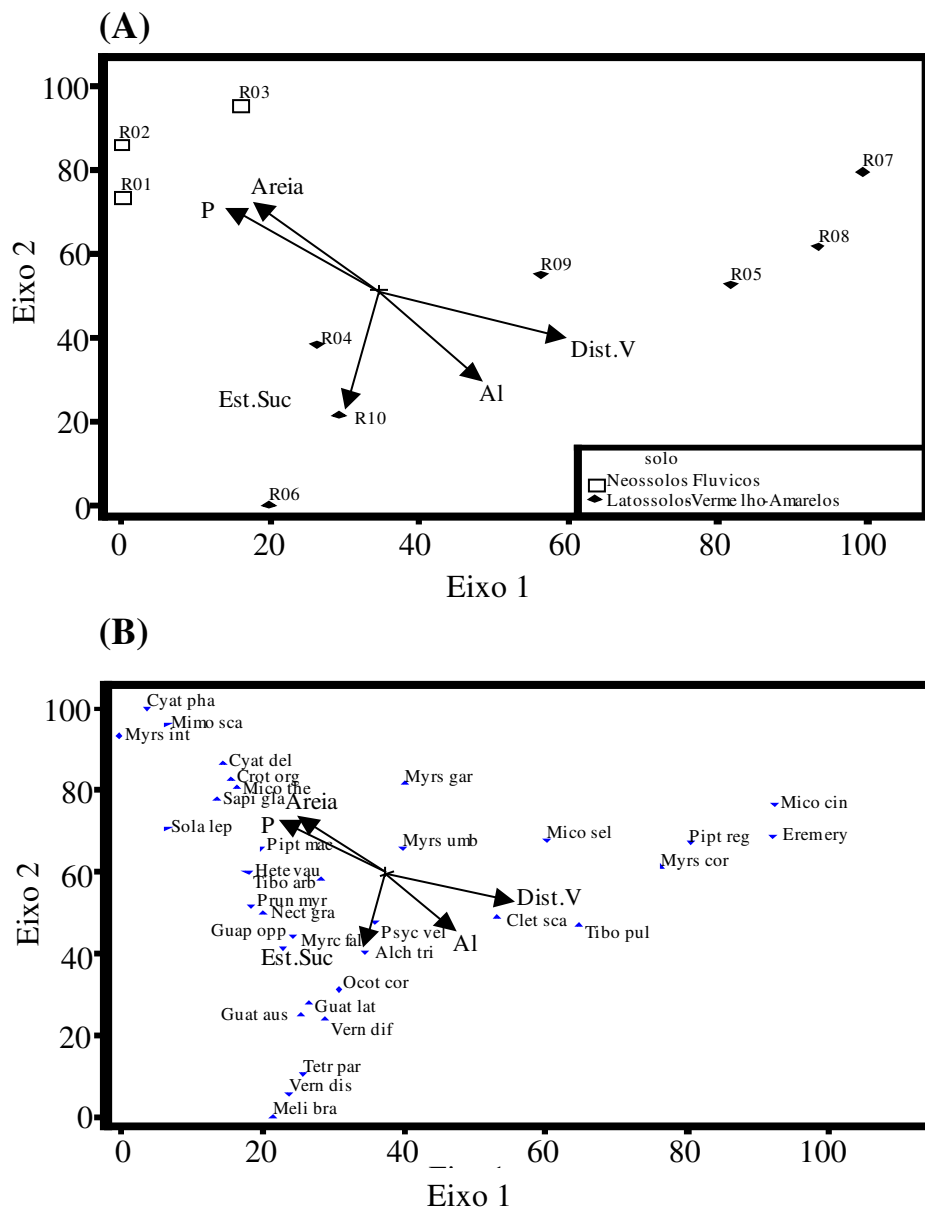 (A)
100
80
60
40
20
0
Eixo 2
R03
R02
R01
R07
Areia
P
R08
R09
R05
R04
Dist.V
Al
Est.Suc
R10
R06
solo
Neossolos Fluvicos
Latossolos-Vermelho-Amarelos
0 20 40 60 80 100
Eixo 1
(B)
100
80
60
40
20
0
Eixo 2
Cyat pha
Mimo sca
Myrs int
Cyat del
Crot org
Myrs gar
Mico the
Sapi gla
Areia
Mico cin
P
Sola lep
Pipt mac
Myrs umb
Mico sel
Pipt reg
Eremery
Myrs cor
Hete vau
Tibo arb
Prun myr
Dist.V
Nect gra
Clet sca
Guap opp
Myrc fal
Psyc vel
Al
Tibo pul
Est.Suc
Alch tri
Ocot cor
Guat aus
Guat lat
Vern dif
Tetr par
Vern dis
Meli bra
0 20 40 60 80 100
Eixo 1